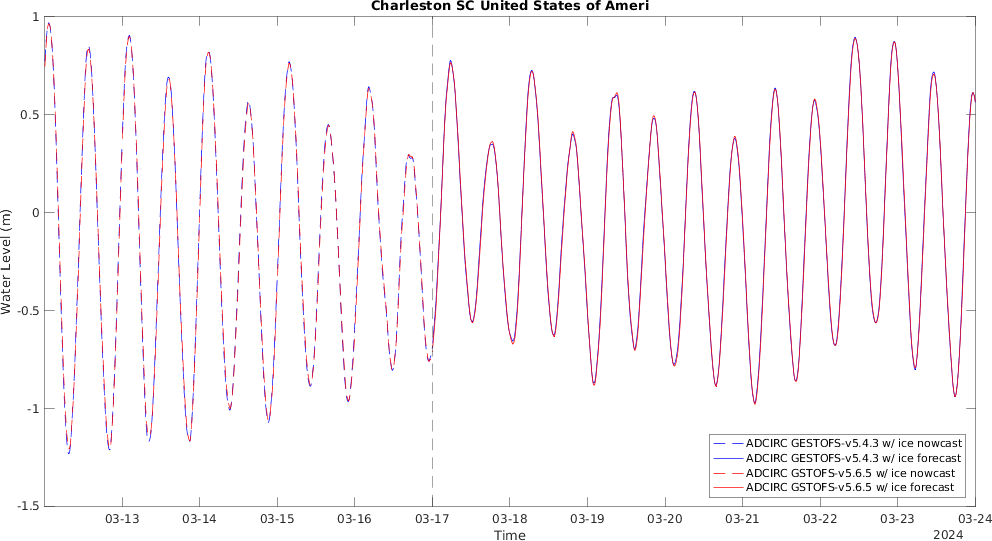 Charleston SC United States of Ameri
Water Level (m)
1
0.5
0
-0.5
-1
-1.5
ADCIRC GESTOFS-v5.4.3 w/ ice nowcast
ADCIRC GESTOFS-v5.4.3 w/ ice forecast
ADCIRC GSTOFS-v5.6.5 w/ ice nowcast
ADCIRC GSTOFS-v5.6.5 w/ ice forecast
03-13 03-14 03-15 03-16 03-17 03-18 03-19 03-20 03-21 03-22 03-23 03-24
Time
2024